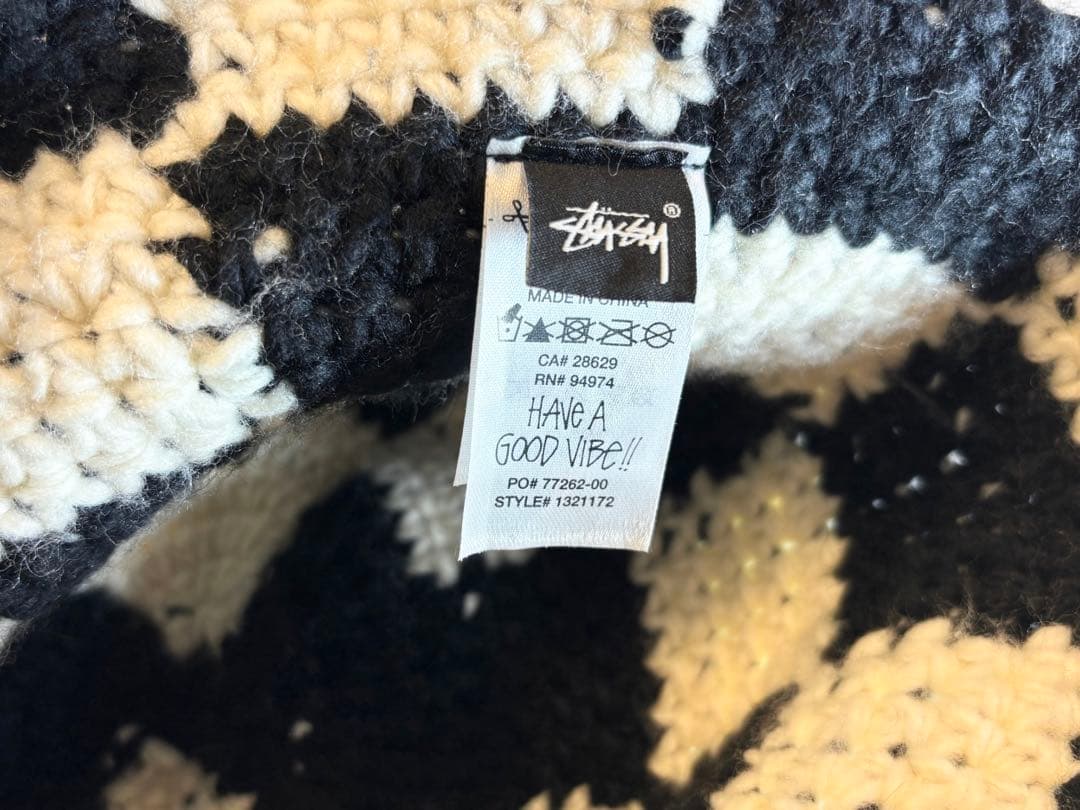 STÜSSY®
MADE IN CHINA
CA# 28629
RN# 94974
HAVE A
GOOD VIBE!!
PO# 77262-00
STYLE# 1321172